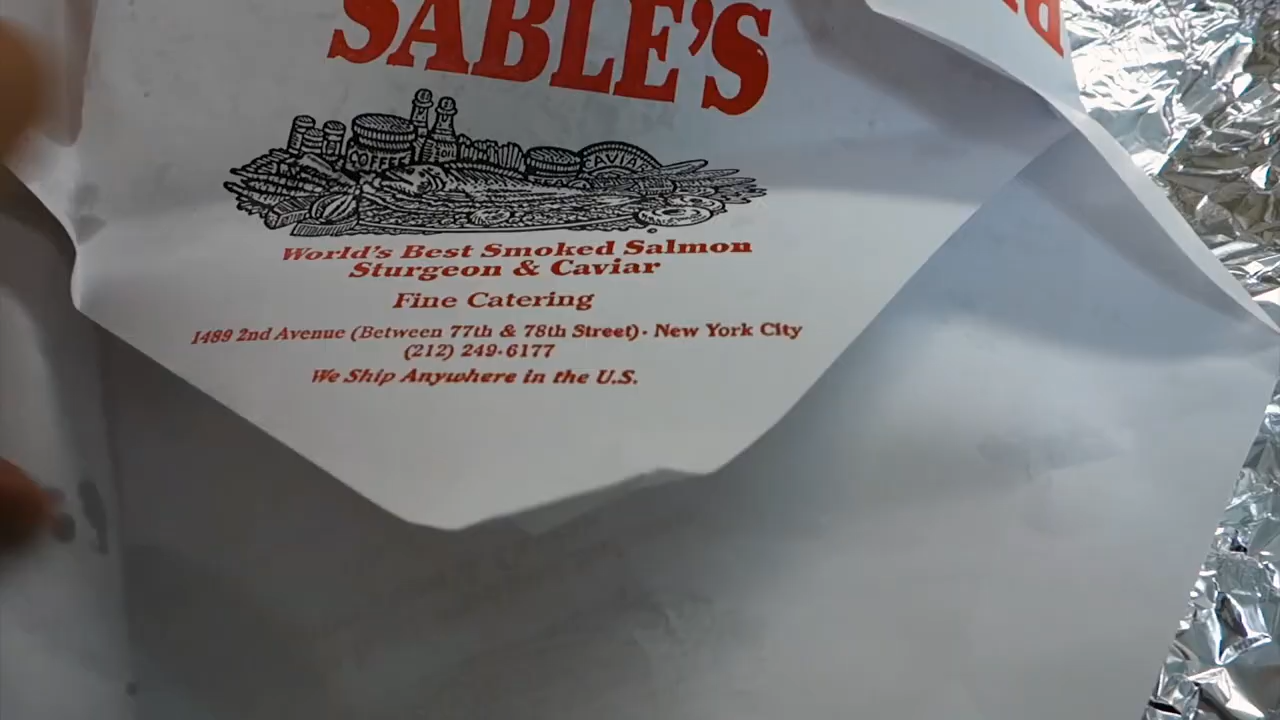 SABLE'S
COFFEE
CAVIAR
World's Best Smoked Salmon
Sturgeon & Caviar
Fine Catering
1489 2nd Avenue (Between 77th & 78th Street) • New York City
(212) 249-6177
We Ship Anywhere in the U.S.